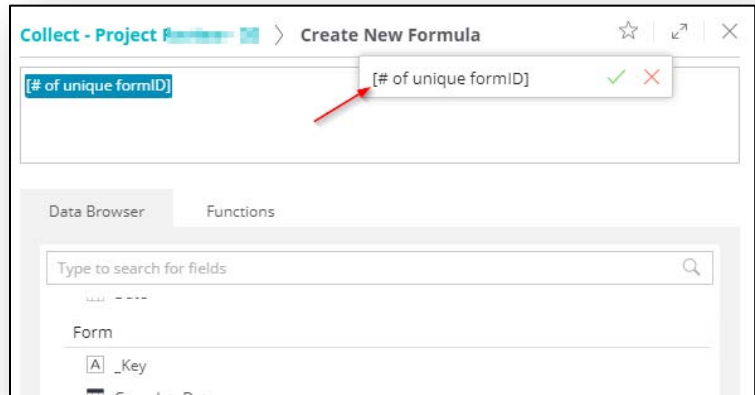 Collect - Project > Create New Formula
[# of unique formID]
[# of unique formID]
Data Browser Functions
Type to search for fields
Form
A _Key